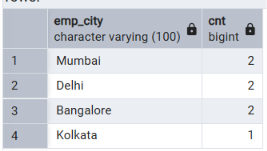 emp_city
character varying (100)
cnt
bigint
1 Mumbai 2
2 Delhi 2
3 Bangalore 2
4 Kolkata 1